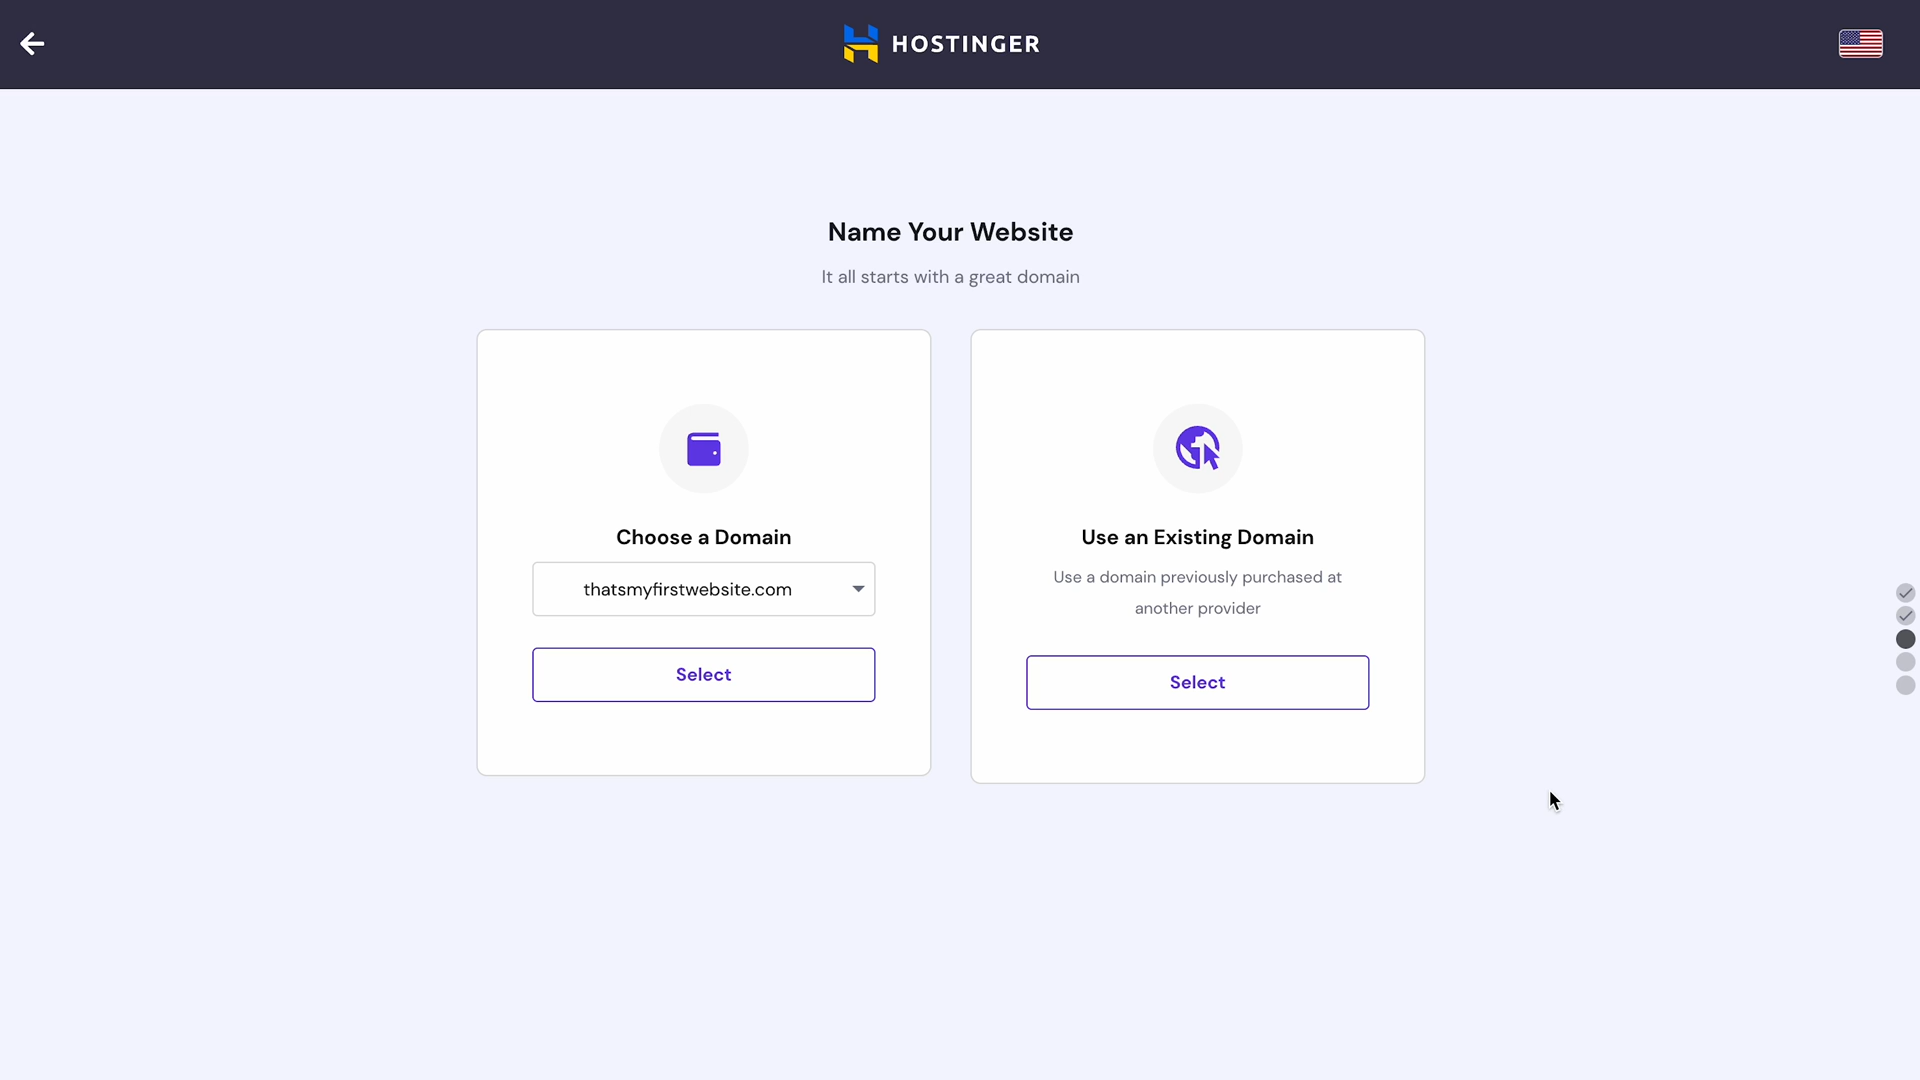 HOSTINGER
Name Your Website
It all starts with a great domain
Choose a Domain
thatsmyfirstwebsite.com
Select
Use an Existing Domain
Use a domain previously purchased at
another provider
Select